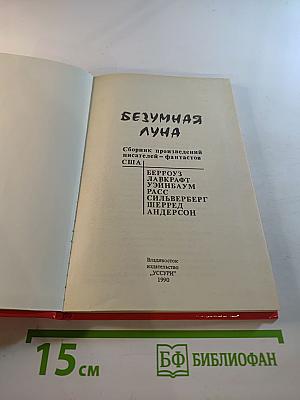 БЕЗУМНАЯ
ЛУНА
Сборник произведений
писателей-фантастов
США
БЕРРОУЗ
ЛАВКРАФТ
УЭЙНБАУМ
РАСС
СИЛЬВЕРБЕРГ
ШЕРРЕД
АНДЕРСОН
Владивосток
издательство
"УССУРИ"
1990
15 см
БФ БИБЛИОФАН